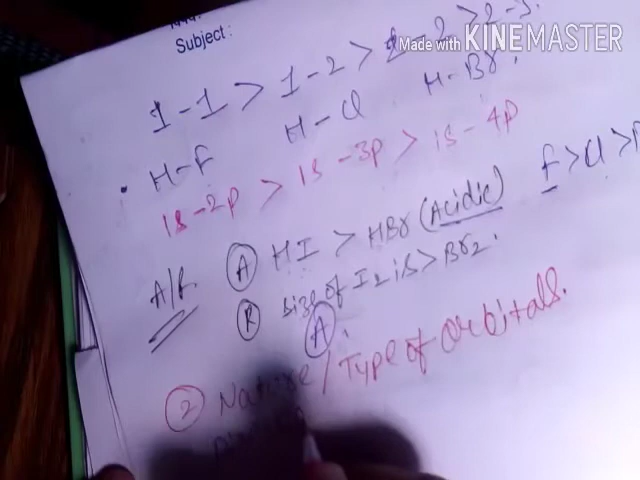 Subject :
Made with KINEMASTER
1-1 > 1-2 > 2-2 > 2-3.
H-F H-Cl H-Br.
1s-2p > 1s-3p > 1s-4p
A/R. (A) HI > HBr (Acidic) F > Cl >
(R) Size of I2 is > Br2.
(A).
(2) Nature/Type of Orbitals.